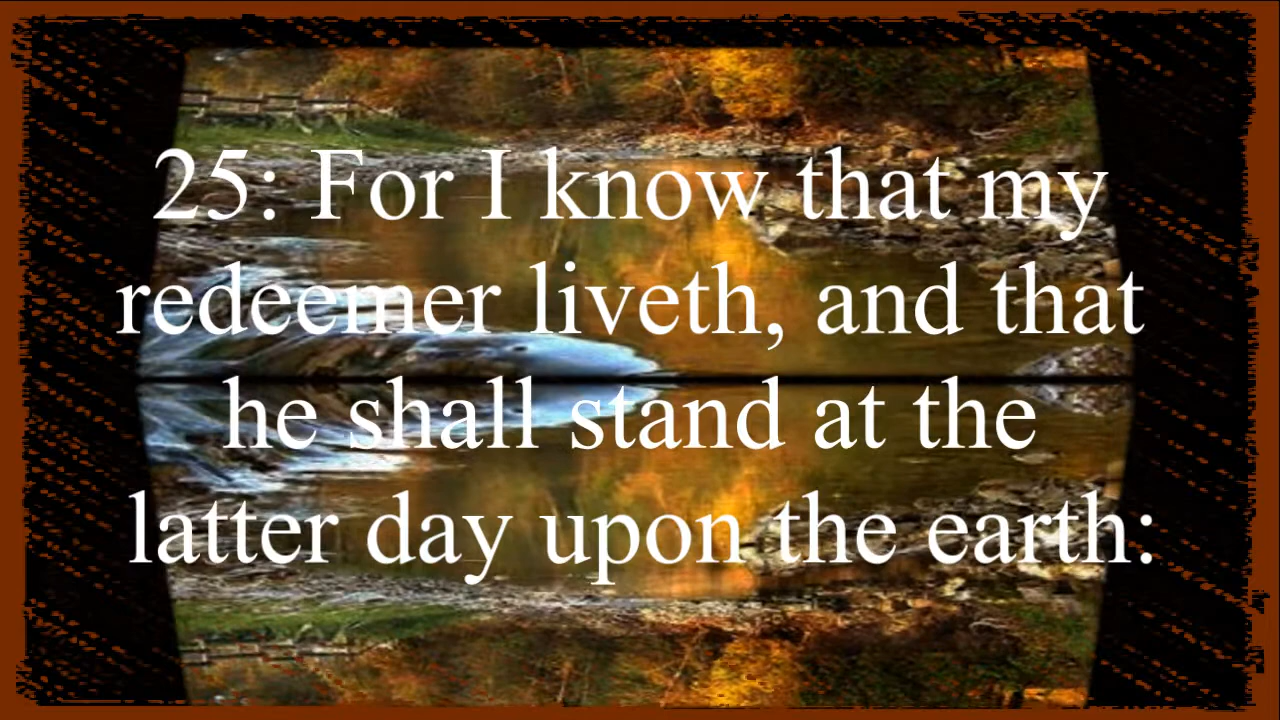 25: For I know that my
redeemer liveth, and that
he shall stand at the
latter day upon the earth: